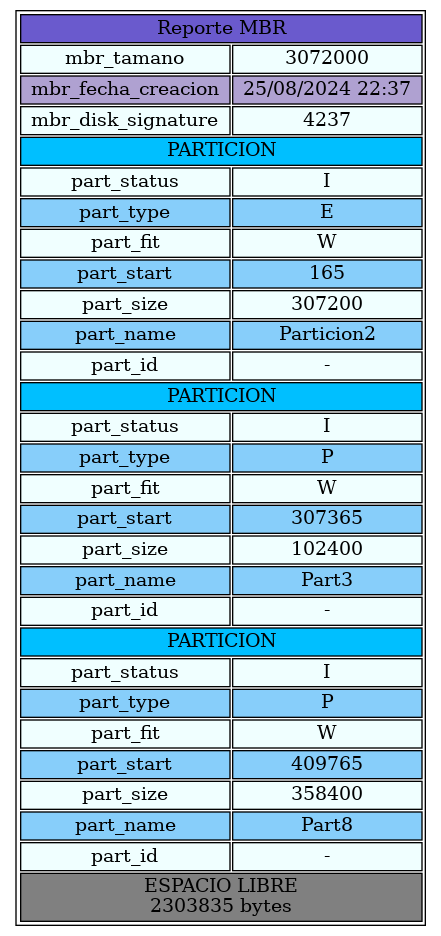 Reporte MBR
mbr_tamano 3072000
mbr_fecha_creacion 25/08/2024 22:37
mbr_disk_signature 4237
PARTICION
part_status I
part_type E
part_fit W
part_start 165
part_size 307200
part_name Particion2
part_id -
PARTICION
part_status I
part_type P
part_fit W
part_start 307365
part_size 102400
part_name Part3
part_id -
PARTICION
part_status I
part_type P
part_fit W
part_start 409765
part_size 358400
part_name Part8
part_id -
ESPACIO LIBRE
2303835 bytes